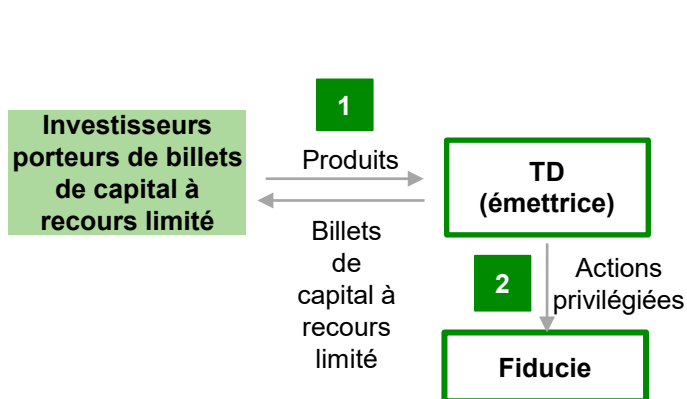 Investisseurs
porteurs de billets
de capital à
recours limité
1
Produits
Billets
de
capital à
recours
limité
TD
(émettrice)
2
Actions
privilégiées
Fiducie